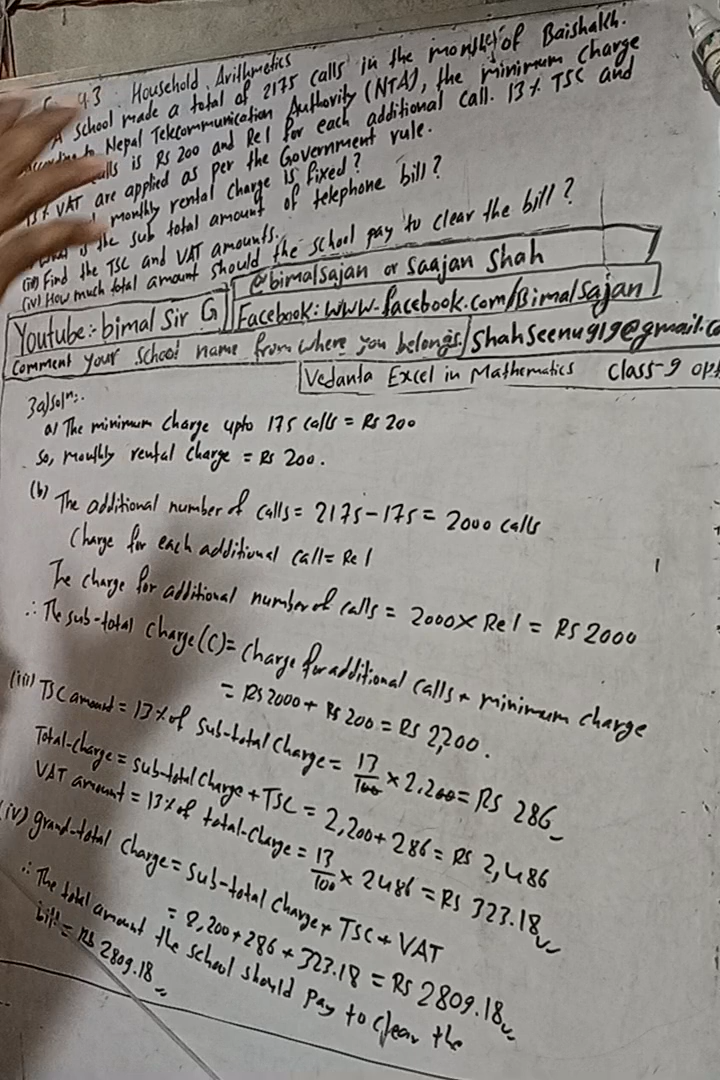 4.3 Household Arithmetics
A school made a total of 2175 calls in the month of Baishakh.
to Nepal Telecommunication Authority (NTA), the minimum charge
calls is Rs 200 and Re 1 for each additional call. 13% TSC and
13% VAT are applied as per the Government rule.
monthly rental charge is fixed?
is the sub total amount of telephone bill?
(iii) Find the TSC and VAT amounts.
(iv) How much total amount should the school pay to clear the bill?
@bimalsajan or Saajan Shah
Youtube:- bimal Sir G Facebook: www.facebook.com/Bimalsajan
Comment your school name from where you belongs. Shahseenu919@gmail.co
Vedanta Excel in Mathematics Class-9 opt
3a)Solⁿ:.
a) The minimum charge upto 175 calls = Rs 200
So, monthly rental charge = Rs 200.
(b) The additional number of calls = 2175-175 = 2000 calls
Charge for each additional call = Re 1
The charge for additional number of calls = 2000 × Re 1 = Rs 2000
∴ The sub-total charge (C) = Charge for additional calls + minimum charge
= Rs 2000 + Rs 200 = Rs 2,200.
(iii) TSC amount = 13% of Sub-total charge = 13/100 × 2,200 = Rs 286
Total-charge = sub-total charge + TSC = 2,200 + 286 = Rs 2,486
VAT amount = 13% of total-charge = 13/100 × 2486 = Rs 323.18
(iv) grand-total charge = sub-total charge + TSC + VAT
= 2,200 + 286 + 323.18 = Rs 2809.18
∴ The total amount the school should pay to clear the
bill = Rs 2809.18